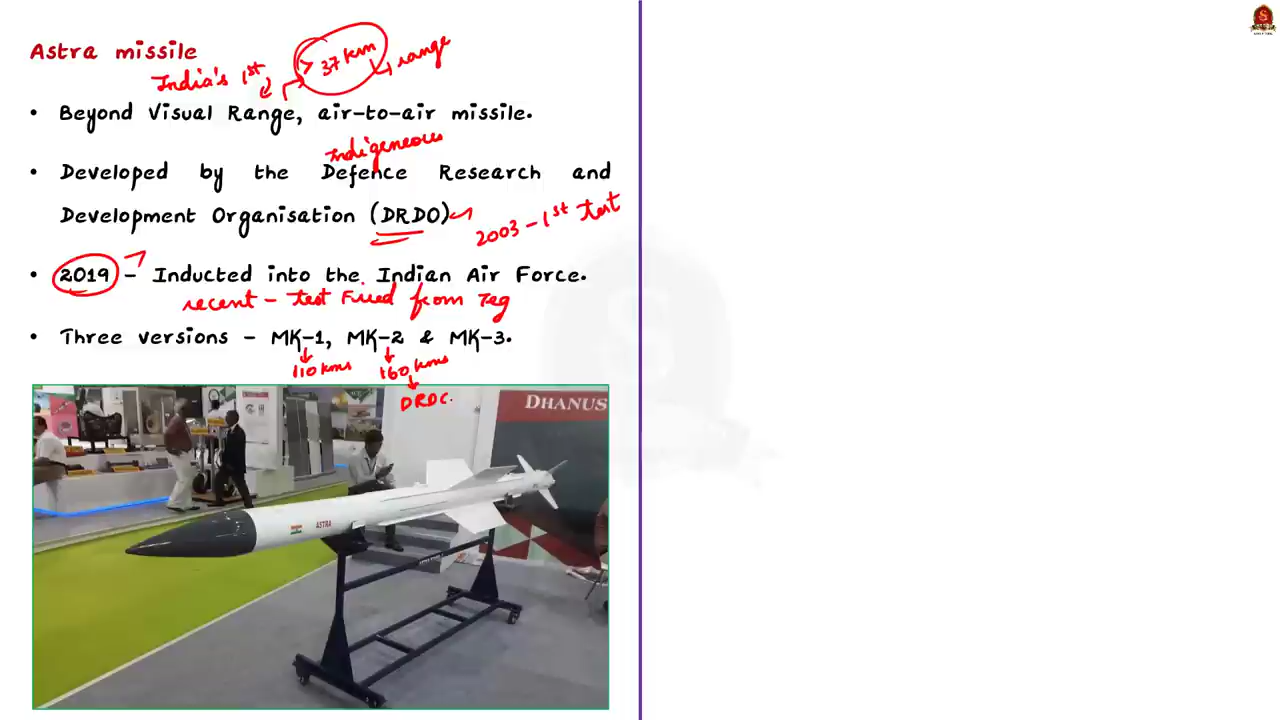 Astra missile
> 37 km
range
India's 1st
• Beyond Visual Range, air-to-air missile.
Indigeneous
• Developed by the Defence Research and
Development Organisation (DRDO)
2003 - 1st Test
• 2019 - Inducted into the Indian Air Force.
recent - test Fired from Teg
• Three versions - MK-1, MK-2 & MK-3.
110 kms 160 kms
DRDC.
DHANUS
ASTRA